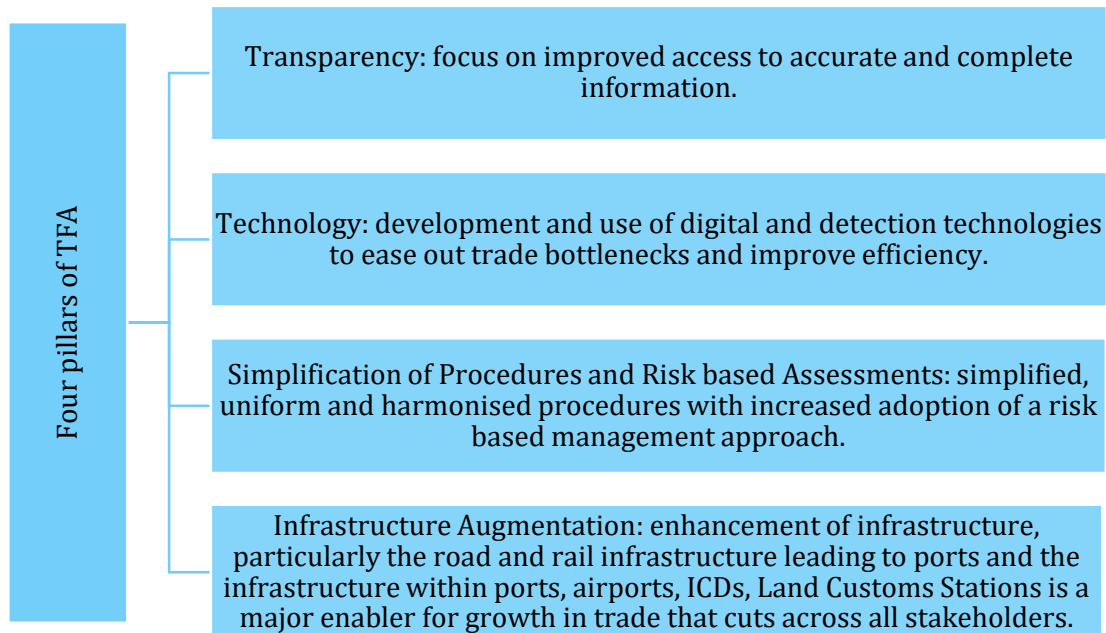 Four pillars of TFA
Transparency: focus on improved access to accurate and complete
information.
Technology: development and use of digital and detection technologies
to ease out trade bottlenecks and improve efficiency.
Simplification of Procedures and Risk based Assessments: simplified,
uniform and harmonised procedures with increased adoption of a risk
based management approach.
Infrastructure Augmentation: enhancement of infrastructure,
particularly the road and rail infrastructure leading to ports and the
infrastructure within ports, airports, ICDs, Land Customs Stations is a
major enabler for growth in trade that cuts across all stakeholders.